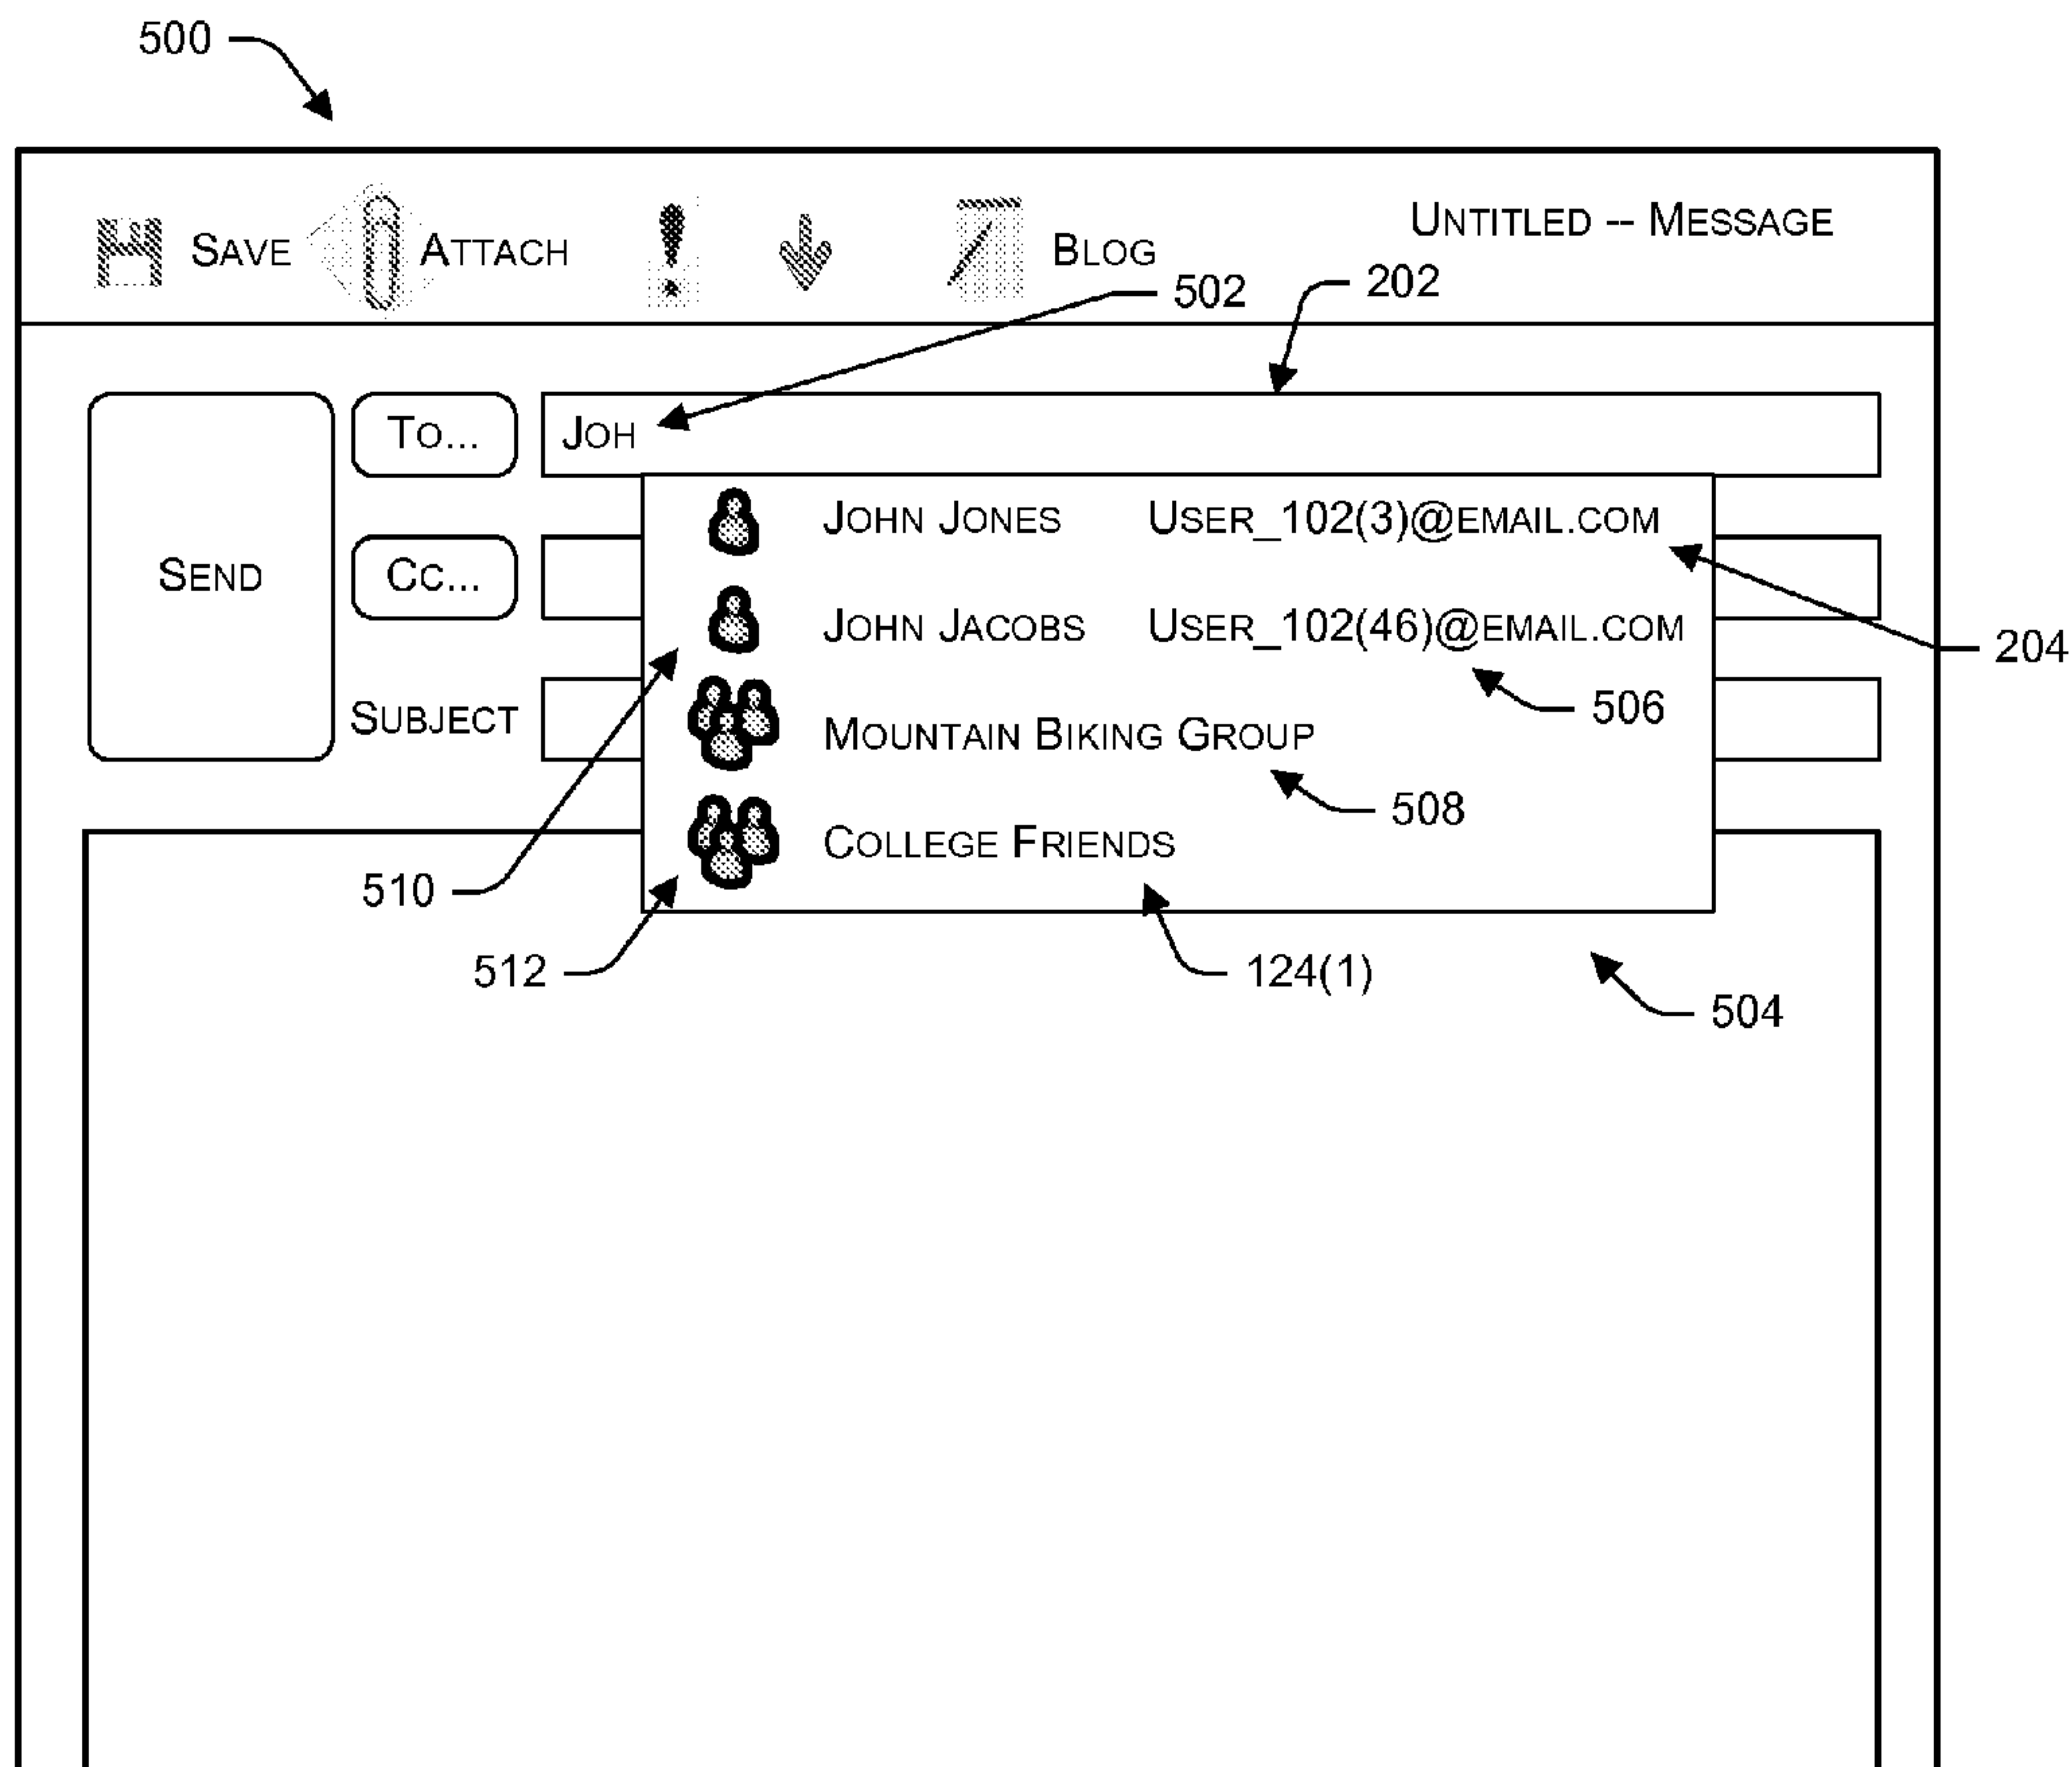 500
UNTITLED -- MESSAGE
SAVE ATTACH BLOG
502 202
TO... JOH
JOHN JONES USER_102(3)@EMAIL.COM
SEND CC...
JOHN JACOBS USER_102(46)@EMAIL.COM
204
506
SUBJECT
MOUNTAIN BIKING GROUP
508
COLLEGE FRIENDS
510
512 124(1)
504